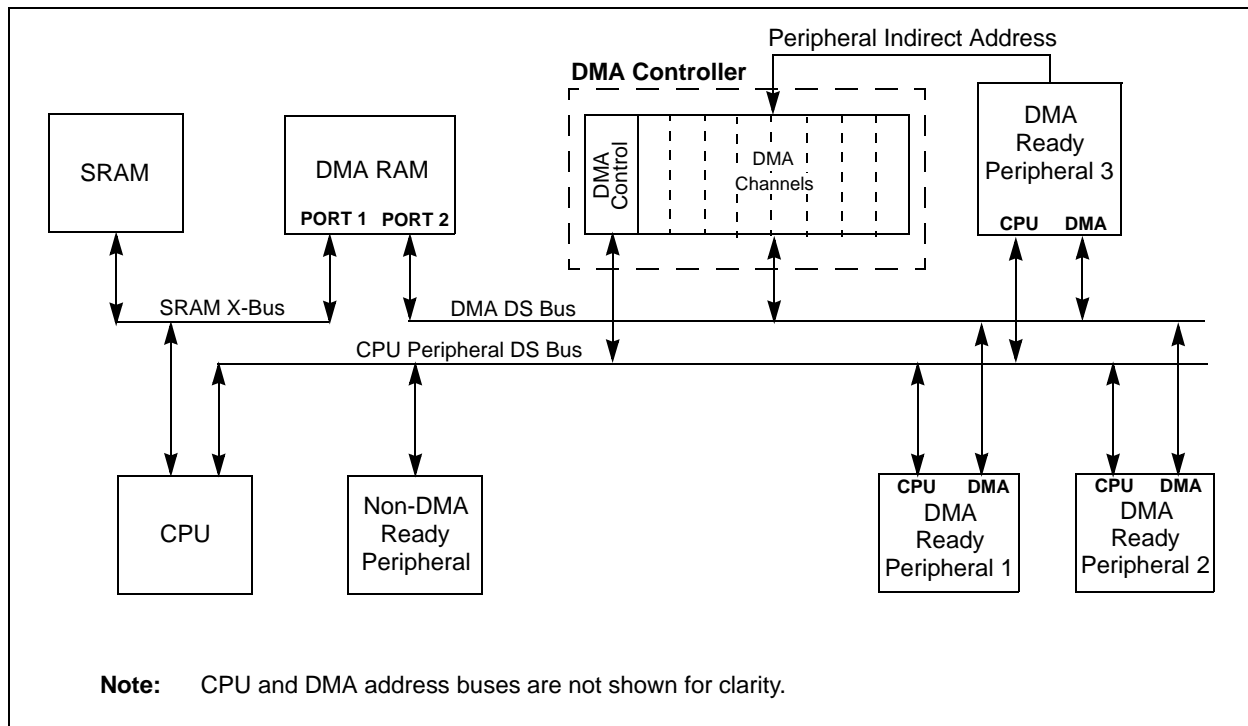 Peripheral Indirect Address
DMA Controller
SRAM
DMA RAM
PORT 1 PORT 2
DMA
Control
DMA
Channels
DMA
Ready
Peripheral 3
CPU DMA
SRAM X-Bus
DMA DS Bus
CPU Peripheral DS Bus
CPU
Non-DMA
Ready
Peripheral
CPU DMA
DMA
Ready
Peripheral 1
CPU DMA
DMA
Ready
Peripheral 2
Note: CPU and DMA address buses are not shown for clarity.